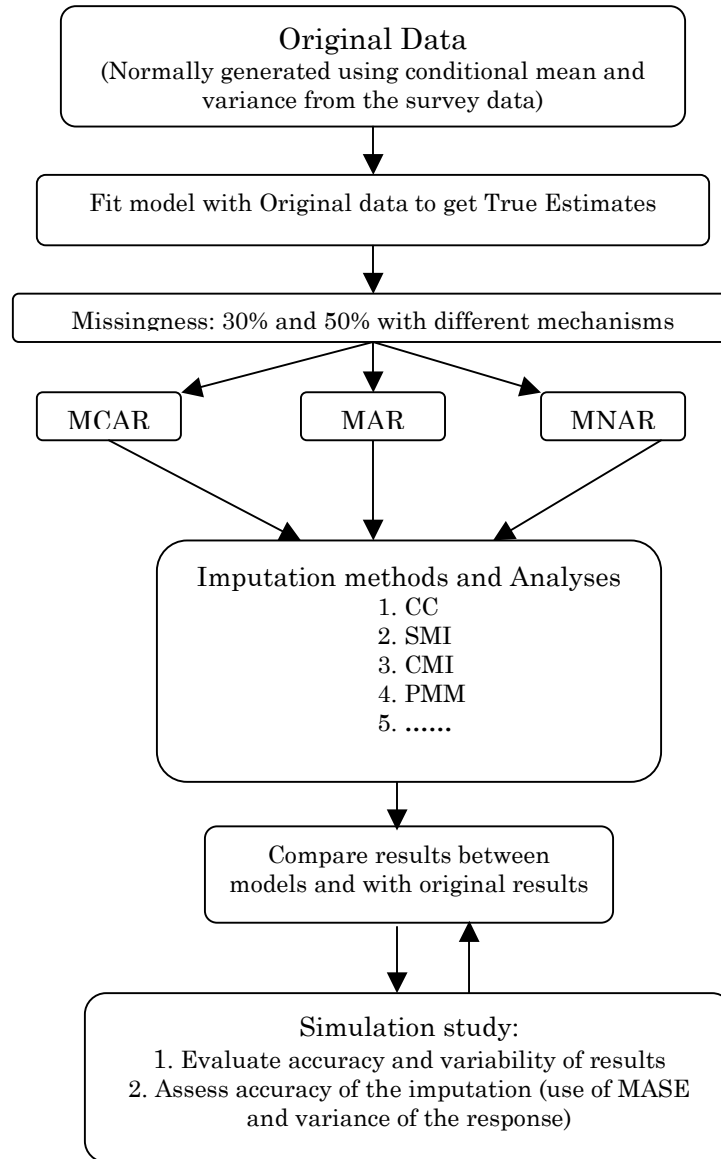 Original Data
(Normally generated using conditional mean and
variance from the survey data)
Fit model with Original data to get True Estimates
Missingness: 30% and 50% with different mechanisms
MCAR MAR MNAR
Imputation methods and Analyses
1. CC
2. SMI
3. CMI
4. PMM
5. ......
Compare results between
models and with original results
Simulation study:
1. Evaluate accuracy and variability of results
2. Assess accuracy of the imputation (use of MASE
and variance of the response)